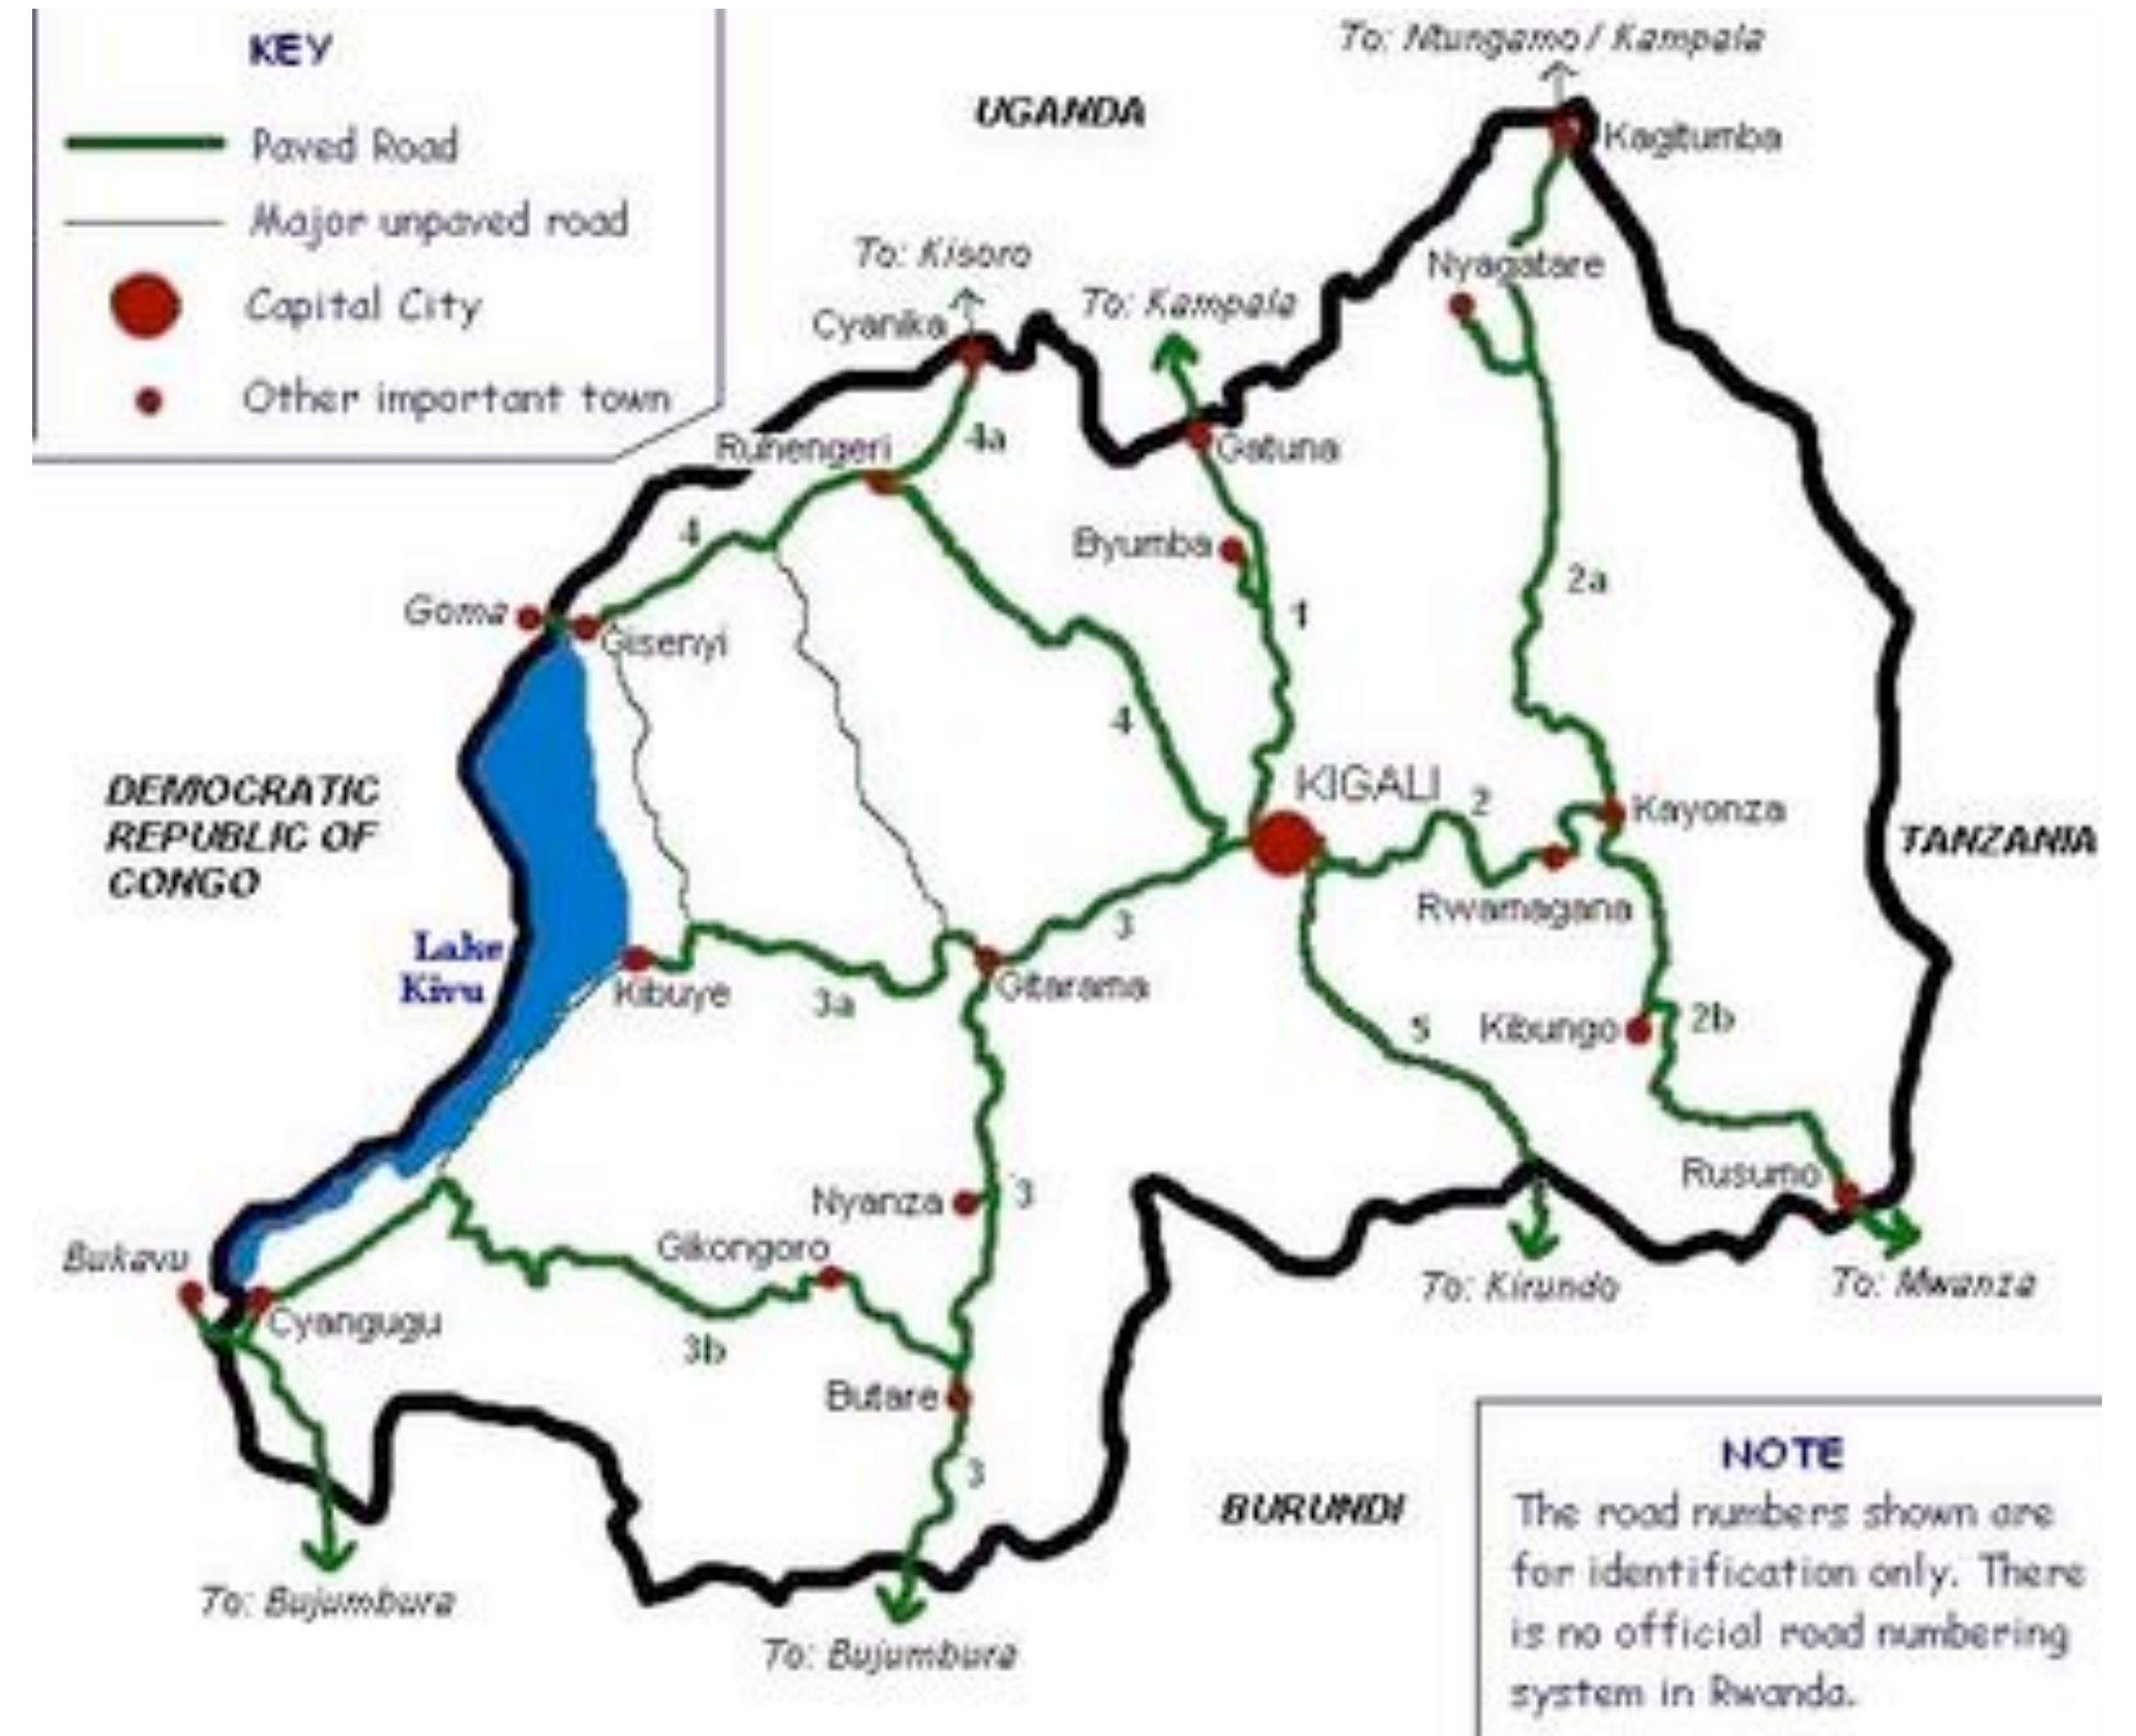 KEY
Paved Road
Major unpaved road
Capital City
Other important town
To: Ntungamo / Kampala
UGANDA
Kagitumba
To: Kisoro
Nyagatare
To: Kampala
Cyanika
Ruhengeri
4a
Gatuna
4
Byumba
2a
Goma
1
Gisenyi
4
DEMOCRATIC
REPUBLIC OF
CONGO
KIGALI
2
Kayonza
TANZANIA
Rwamagana
3
Lake
Kivu
Kibuye
3a
Gitarama
5
Kibungo
2b
Rusumo
Nyanza
3
Gikongoro
Bukavu
To: Kirundo
To: Mwanza
Cyangugu
3b
Butare
3
BURUNDI
To: Bujumbura
To: Bujumbura
NOTE
The road numbers shown are
for identification only. There
is no official road numbering
system in Rwanda.